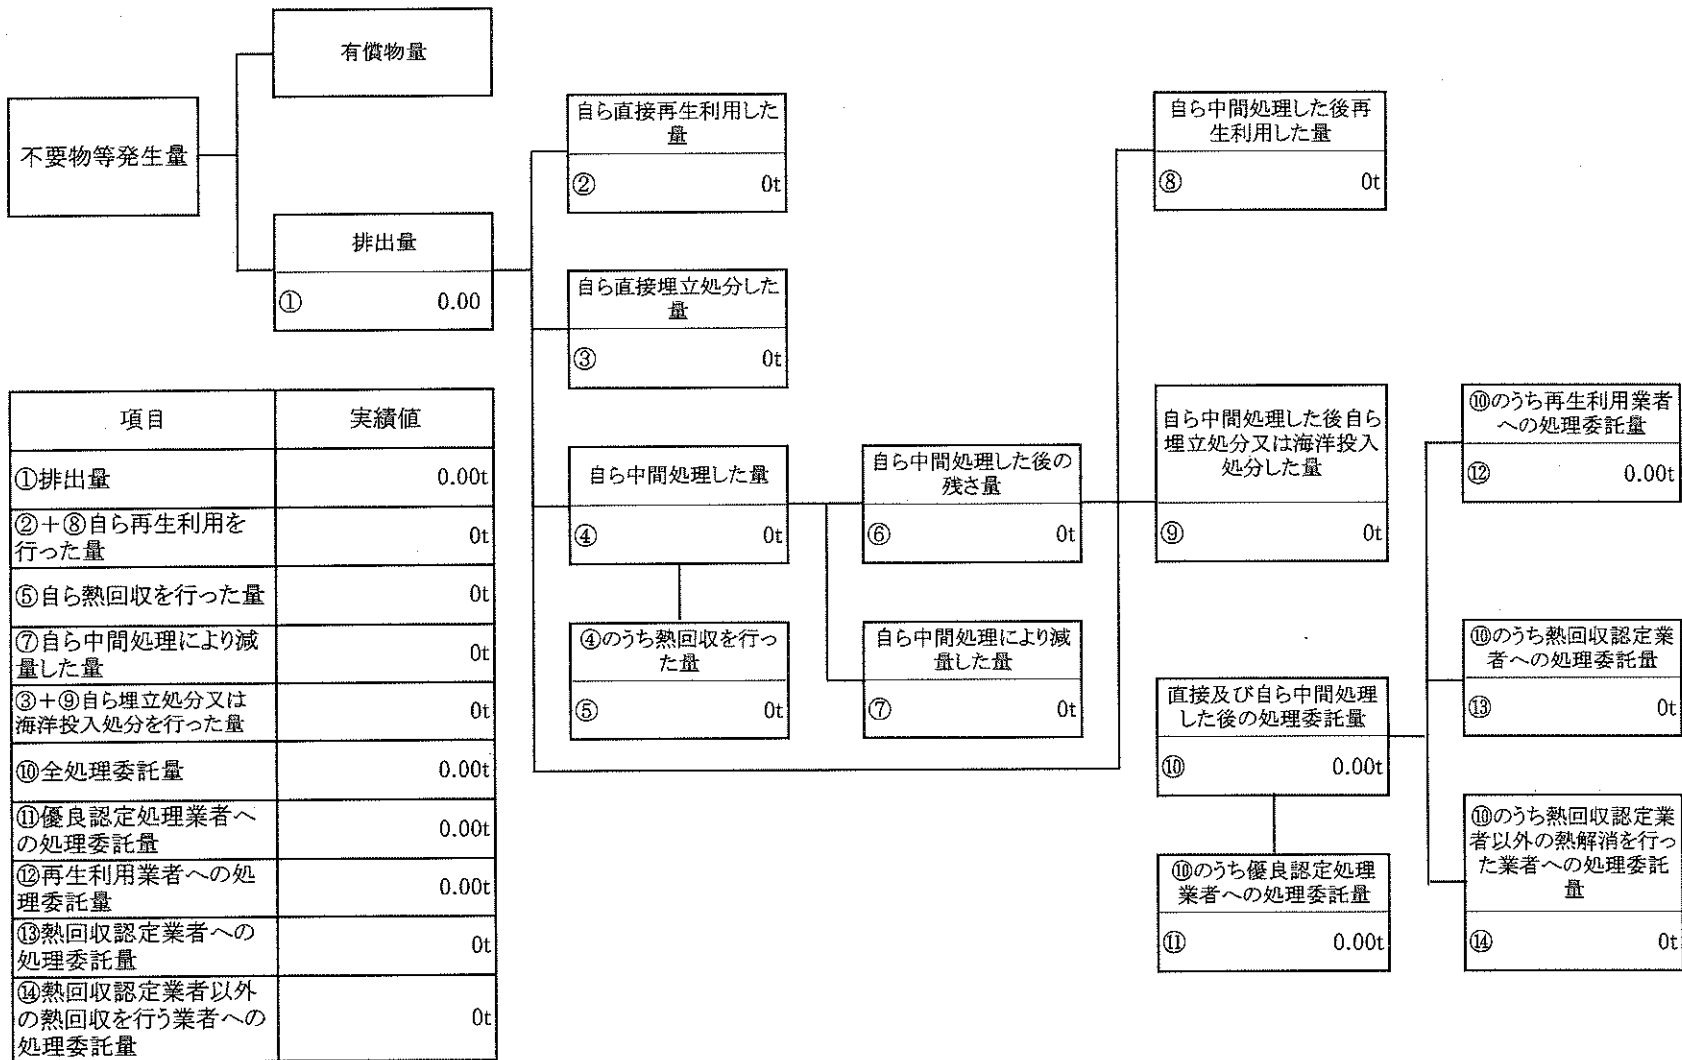 有償物量
不要物等発生量
排出量
① 0.00
自ら直接再生利用した
量
② 0t
自ら直接埋立処分した
量
③ 0t
自ら中間処理した量
④ 0t
④のうち熱回収を行っ
た量
⑤ 0t
自ら中間処理した後の
残さ量
⑥ 0t
自ら中間処理により減
量した量
⑦ 0t
自ら中間処理した後再
生利用した量
⑧ 0t
自ら中間処理した後自ら
埋立処分又は海洋投入
処分した量
⑨ 0t
直接及び自ら中間処理
した後の処理委託量
⑩ 0.00t
⑩のうち優良認定処理
業者への処理委託量
⑪ 0.00t
⑩のうち再生利用業者
への処理委託量
⑫ 0.00t
⑩のうち熱回収認定業
者への処理委託量
⑬ 0t
⑩のうち熱回収認定業
者以外の熱解消を行っ
た業者への処理委託
量
⑭ 0t
項目 実績値
①排出量 0.00t
②+⑧自ら再生利用を
行った量 0t
⑤自ら熱回収を行った量 0t
⑦自ら中間処理により減
量した量 0t
③+⑨自ら埋立処分又は
海洋投入処分を行った量 0t
⑩全処理委託量 0.00t
⑪優良認定処理業者へ
の処理委託量 0.00t
⑫再生利用業者への処
理委託量 0.00t
⑬熱回収認定業者への
処理委託量 0t
⑭熱回収認定業者以外
の熱回収を行う業者への
処理委託量 0t